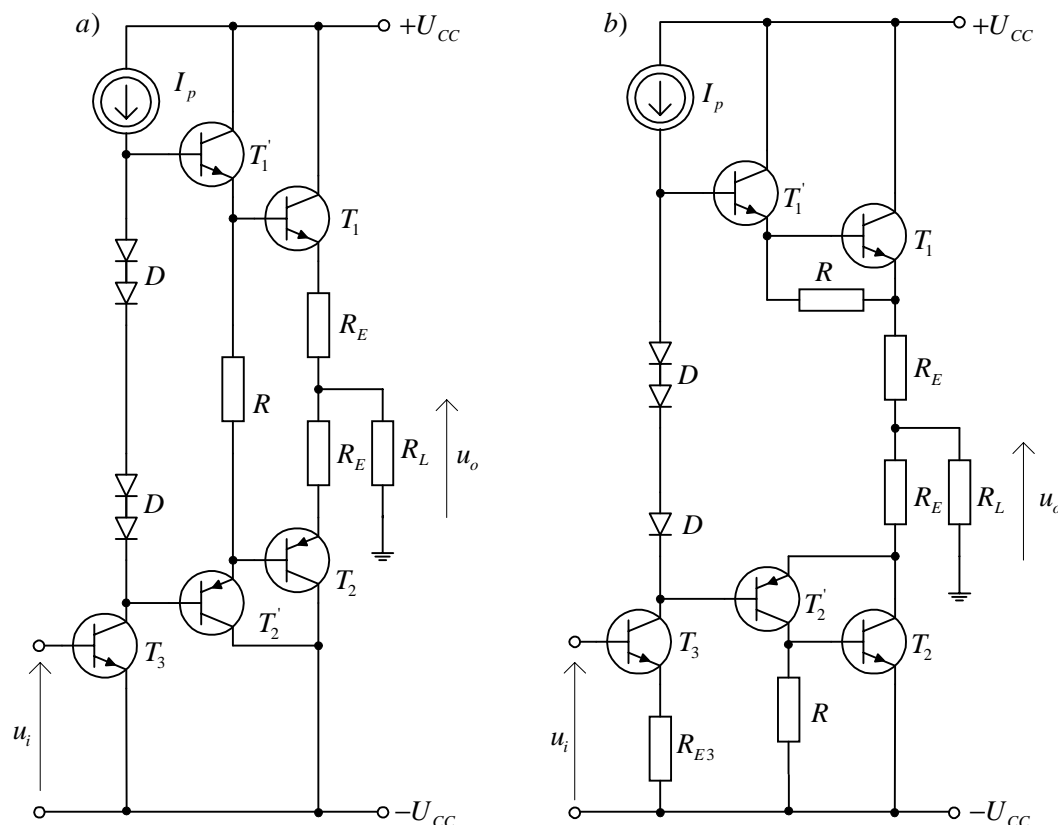 a)
+U_CC
I_p
T_1'
T_1
D
R_E
R
R_E
R_L
u_o
D
T_2
T_2'
T_3
u_i
−U_CC
b)
+U_CC
I_p
T_1'
T_1
R
D
R_E
R_E
R_L
u_o
D
T_2'
T_3
T_2
R
u_i
R_E3
−U_CC